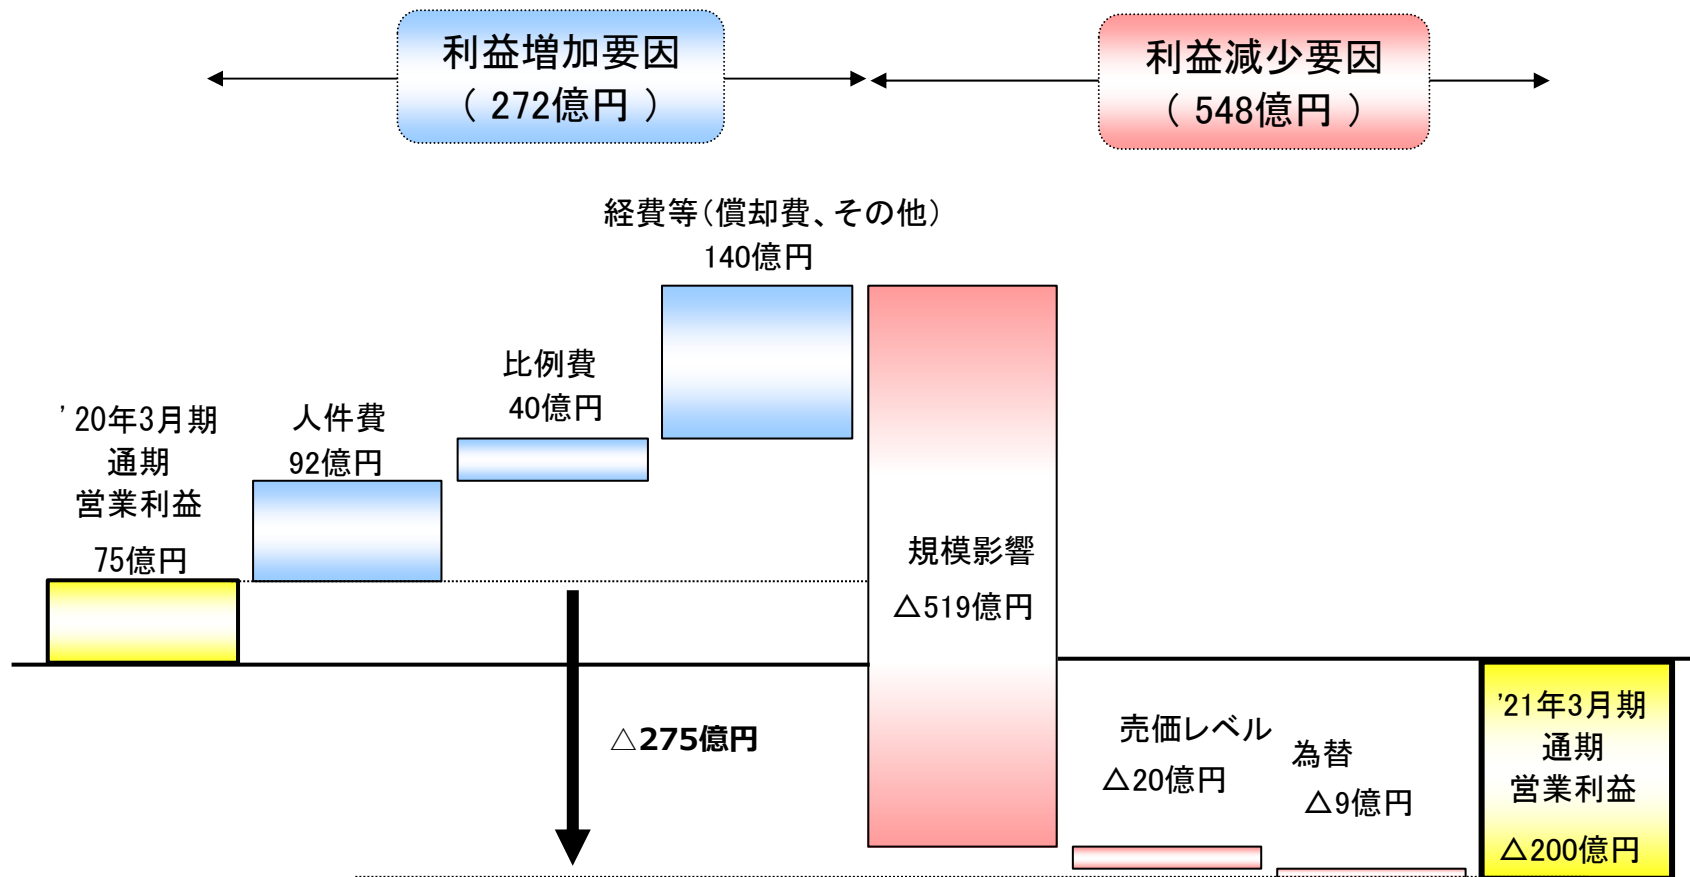 利益増加要因
（ 272億円 ）
利益減少要因
（ 548億円 ）
経費等（償却費、その他）
140億円
比例費
40億円
'20年3月期
通期
営業利益
75億円
人件費
92億円
規模影響
△519億円
△275億円
売価レベル
△20億円
為替
△9億円
'21年3月期
通期
営業利益
△200億円